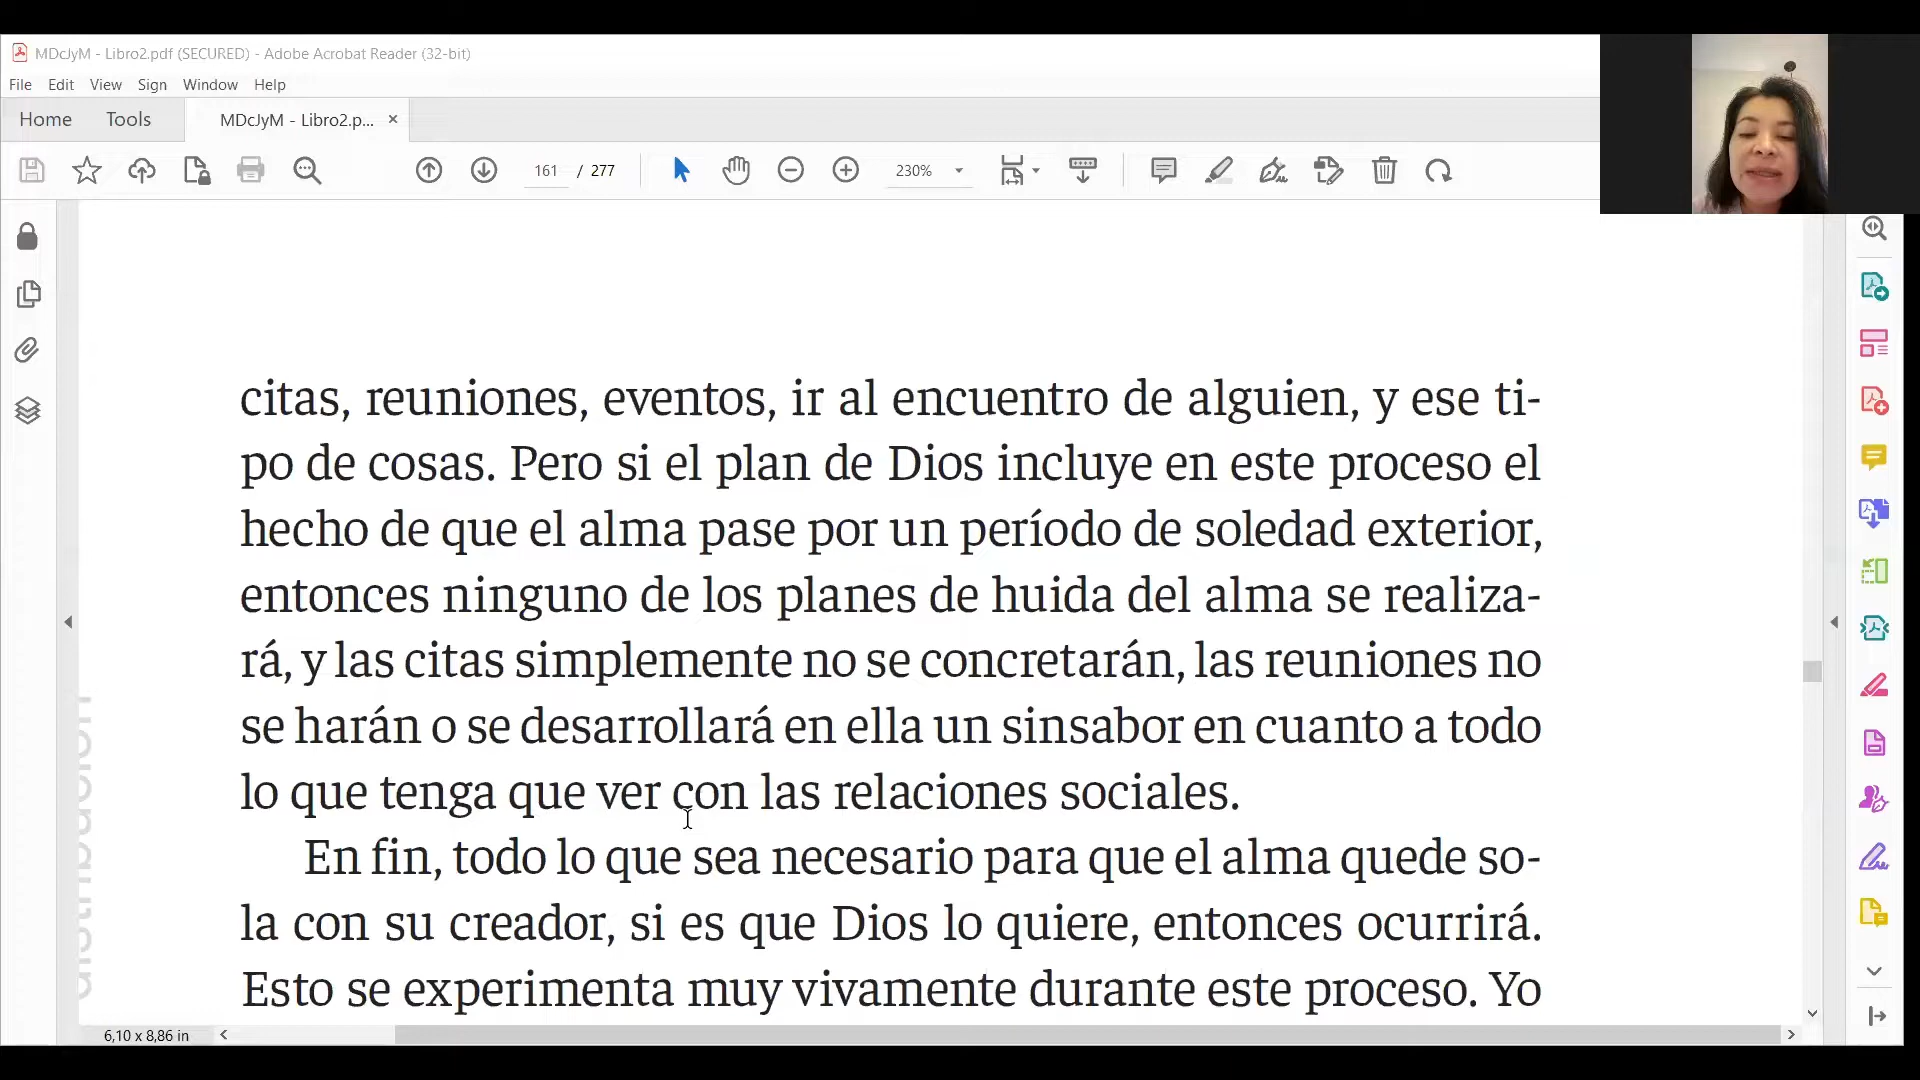 MDcJyM - Libro2.pdf (SECURED) - Adobe Acrobat Reader (32-bit)
File Edit View Sign Window Help
Home Tools MDcJyM - Libro2.p... ×
161 / 277 230%
citas, reuniones, eventos, ir al encuentro de alguien, y ese ti-
po de cosas. Pero si el plan de Dios incluye en este proceso el
hecho de que el alma pase por un período de soledad exterior,
entonces ninguno de los planes de huida del alma se realiza-
rá, y las citas simplemente no se concretarán, las reuniones no
se harán o se desarrollará en ella un sinsabor en cuanto a todo
lo que tenga que ver con las relaciones sociales.
En fin, todo lo que sea necesario para que el alma quede so-
la con su creador, si es que Dios lo quiere, entonces ocurrirá.
Esto se experimenta muy vivamente durante este proceso. Yo
6,10 x 8,86 in